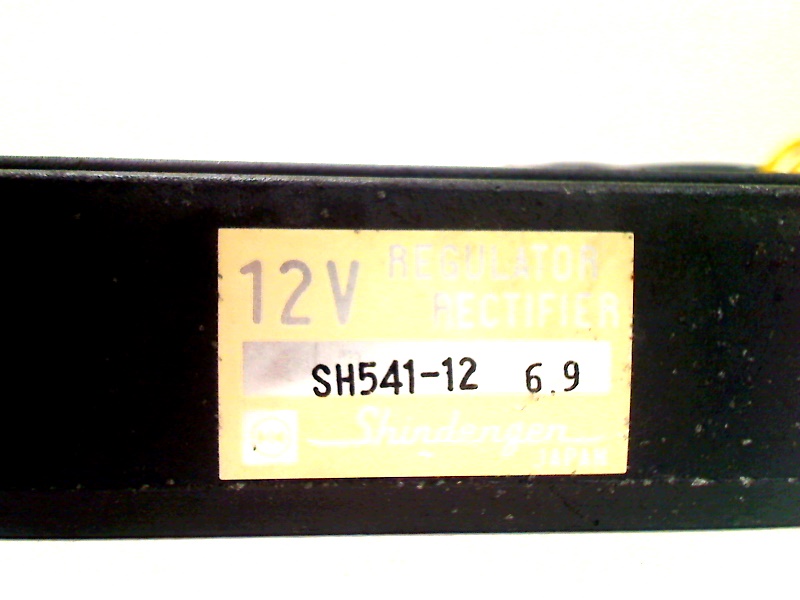 12V REGULATOR
RECTIFIER
SH541-12 6.9
Shindengen
JAPAN